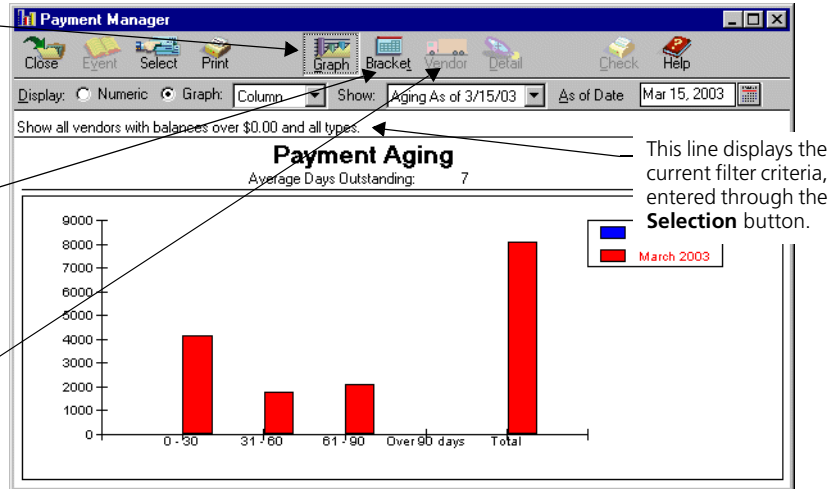 Payment Manager
Close Event Select Print Graph Bracket Vendor Detail Check Help
Display: Numeric Graph: Column Show: Aging As of 3/15/03 As of Date Mar 15, 2003
Show all vendors with balances over $0.00 and all types.
Payment Aging
Average Days Outstanding: 7
This line displays the
current filter criteria,
entered through the
Selection button.
March 2003
9000
8000
7000
6000
5000
4000
3000
2000
1000
0
0 - 30 31 - 60 61 - 90 Over 90 days Total